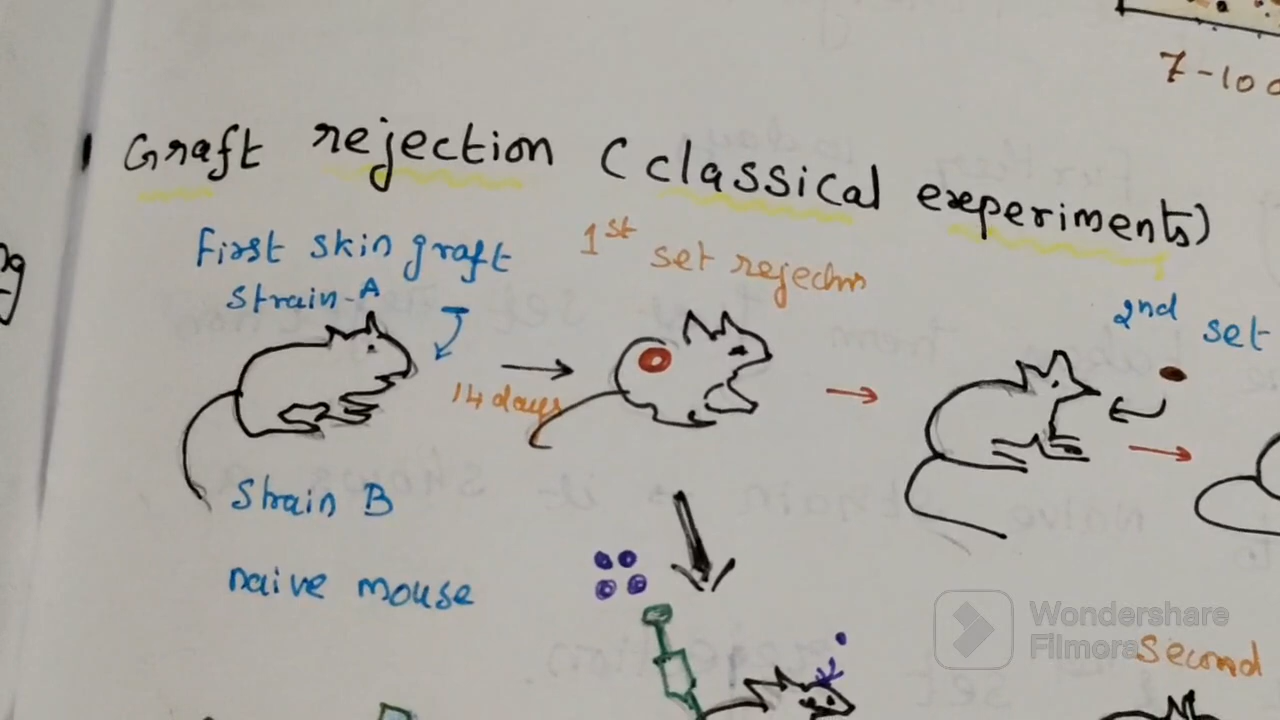 7-10 d
Graft rejection (classical experiments)
First skin graft
Strain-A
1st set rejectn
2nd set
14 days
Strain B
naive mouse
Wondershare
Filmora
Second